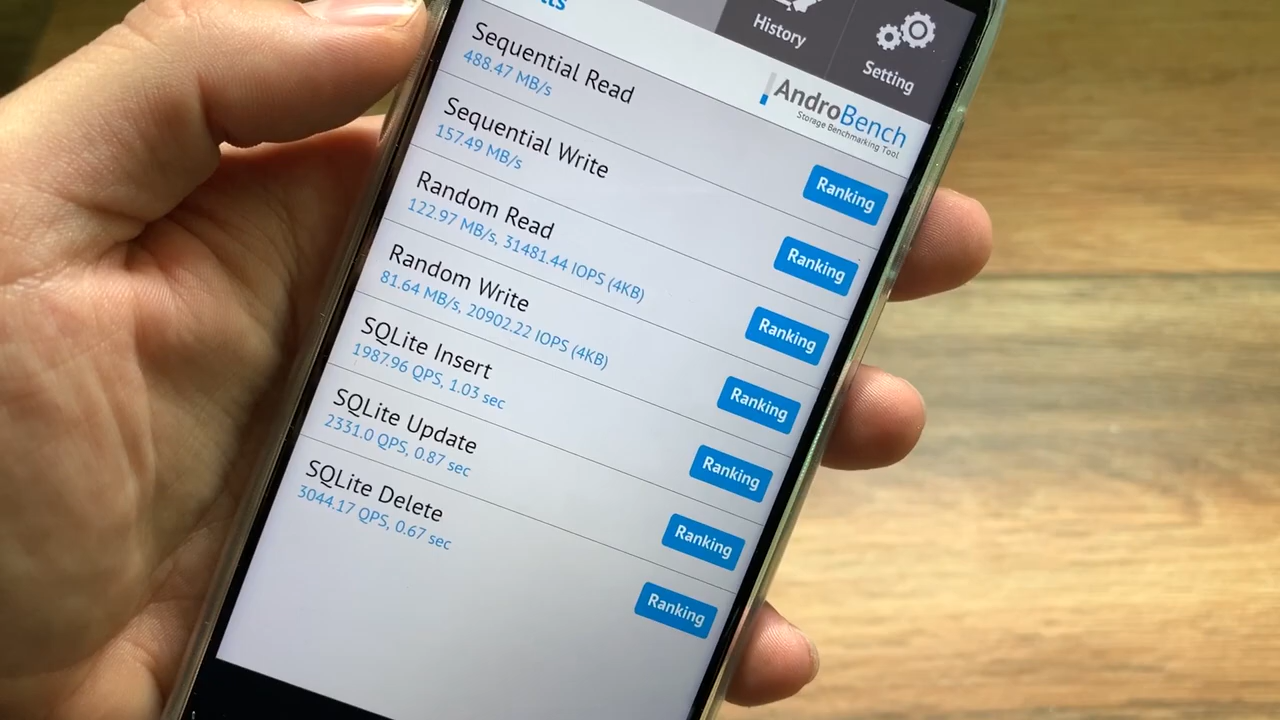 History
Setting
AndroBench
Storage Benchmarking Tool
Sequential Read
488.47 MB/s
Ranking
Sequential Write
157.49 MB/s
Ranking
Random Read
122.97 MB/s, 31481.44 IOPS (4KB)
Ranking
Random Write
81.64 MB/s, 20902.22 IOPS (4KB)
Ranking
SQLite Insert
1987.96 QPS, 1.03 sec
Ranking
SQLite Update
2331.0 QPS, 0.87 sec
Ranking
SQLite Delete
3044.17 QPS, 0.67 sec
Ranking